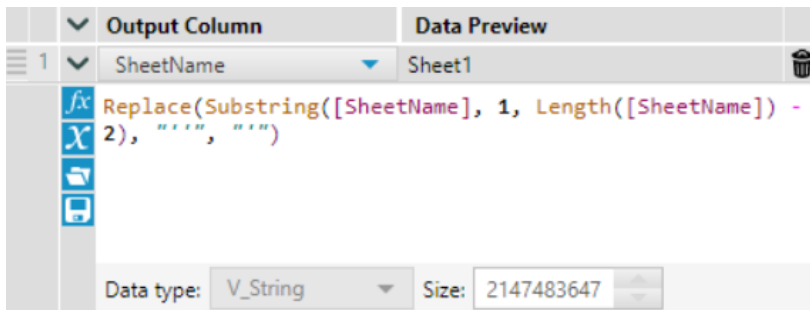 Output Column Data Preview
1 SheetName Sheet1
fx Replace(Substring([SheetName], 1, Length([SheetName]) -
X 2), "''", "'")
Data type: V_String Size: 2147483647